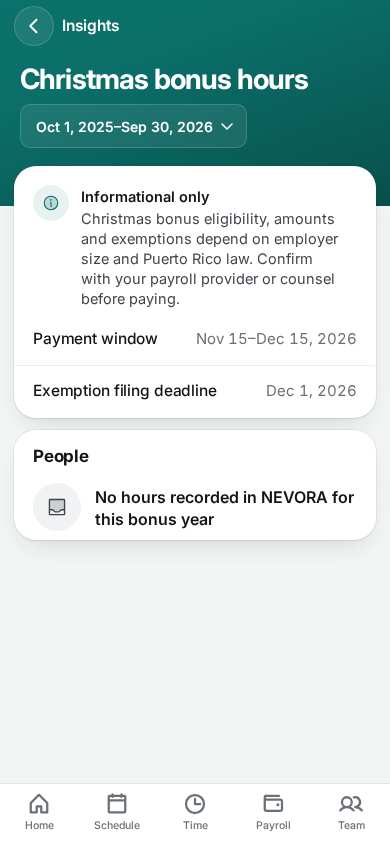 Insights
Christmas bonus hours
Oct 1, 2025–Sep 30, 2026
Informational only
Christmas bonus eligibility, amounts
and exemptions depend on employer
size and Puerto Rico law. Confirm
with your payroll provider or counsel
before paying.
Payment window Nov 15–Dec 15, 2026
Exemption filing deadline Dec 1, 2026
People
No hours recorded in NEVORA for
this bonus year
Home Schedule Time Payroll Team